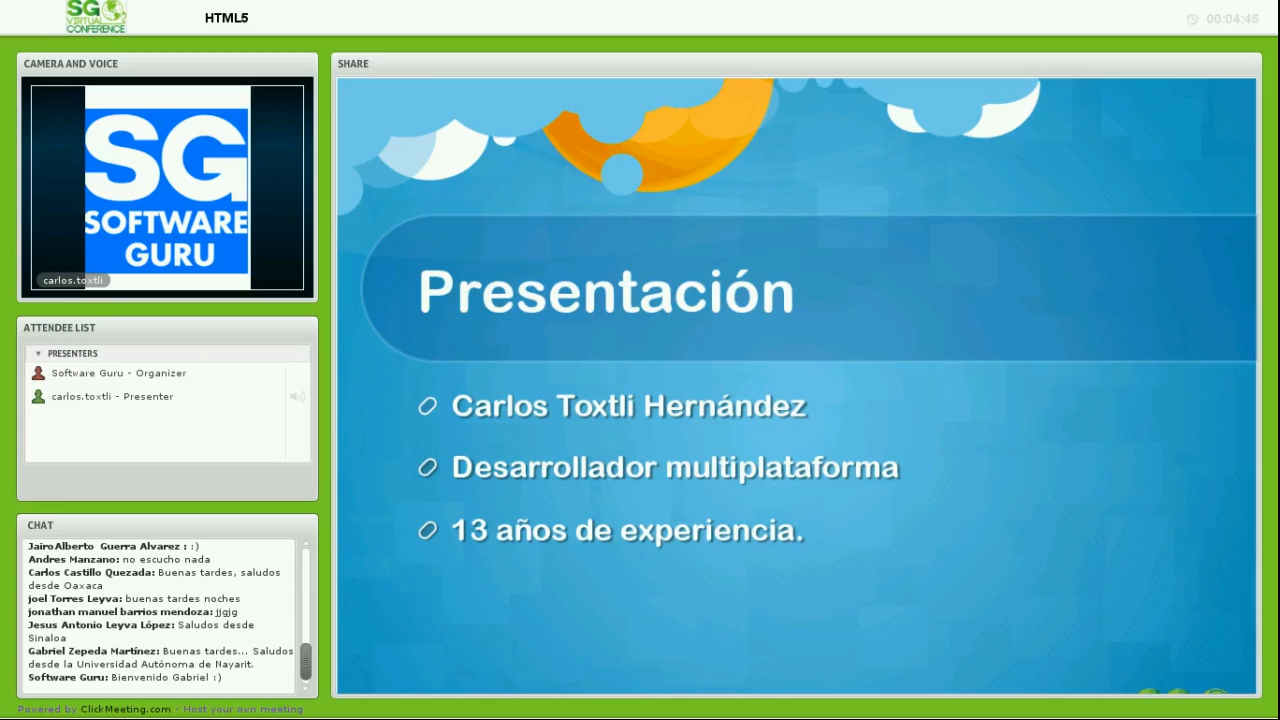 SG
VIRTUAL
CONFERENCE
HTML5
00:04:45
CAMERA AND VOICE
SG
SOFTWARE
GURU
carlos.toxtli
ATTENDEE LIST
PRESENTERS
Software Guru - Organizer
carlos.toxtli - Presenter
CHAT
Jairo Alberto Guerra Alvarez : :)
Andres Manzano: no escucho nada
Carlos Castillo Quezada: Buenas tardes, saludos
desde Oaxaca
joel Torres Leyva: buenas tardes noches
jonathan manuel barrios mendoza: jjgjg
Jesus Antonio Leyva López: Saludos desde
Sinaloa
Gabriel Zepeda Martínez: Buenas tardes... Saludos
desde la Universidad Autónoma de Nayarit.
Software Guru: Bienvenido Gabriel :)
SHARE
Presentación
Carlos Toxtli Hernández
Desarrollador multiplataforma
13 años de experiencia.
Powered by ClickMeeting.com - Host your own meeting